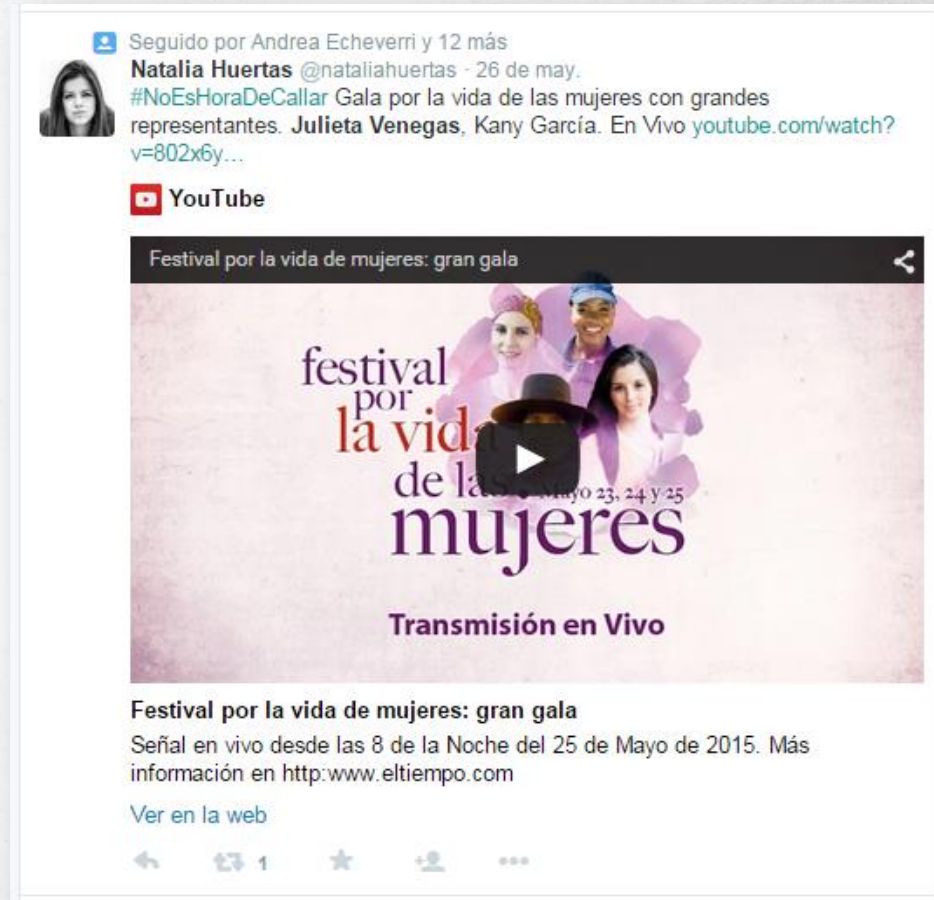 Seguido por Andrea Echeverri y 12 más
Natalia Huertas @nataliahuertas · 26 de may.
#NoEsHoraDeCallar Gala por la vida de las mujeres con grandes
representantes. Julieta Venegas, Kany García. En Vivo youtube.com/watch?
v=802x6y…
YouTube
Festival por la vida de mujeres: gran gala
festival
por
la vida
de las
Mayo 23, 24 y 25
mujeres
Transmisión en Vivo
Festival por la vida de mujeres: gran gala
Señal en vivo desde las 8 de la Noche del 25 de Mayo de 2015. Más
información en http:www.eltiempo.com
Ver en la web
1